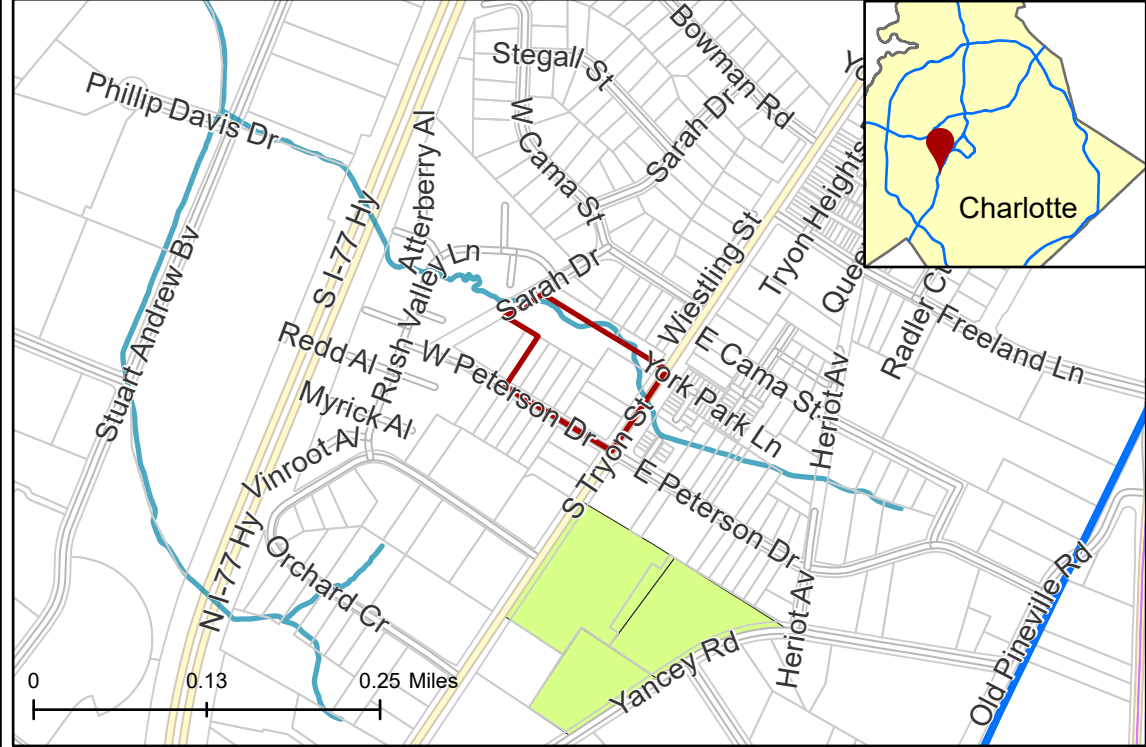 Bowman Rd
Stegall St
Phillip Davis Dr
W Cama St
Sarah Dr
Atterberry Al
Tryon Heights
Charlotte
Wiestling St
S I-77 Hy
Rush Valley Ln
Sarah Dr
Stuart Andrew Bv
Radler Ct
Freeland Ln
Redd Al
W Peterson Dr
E Cama St
York Park Ln
Myrick Al
Heriot Av
Vinroot Al
S Tryon St
E Peterson Dr
N I-77 Hy
Orchard Cr
Heriot Av
Old Pineville Rd
Yancey Rd
0
0.13
0.25 Miles